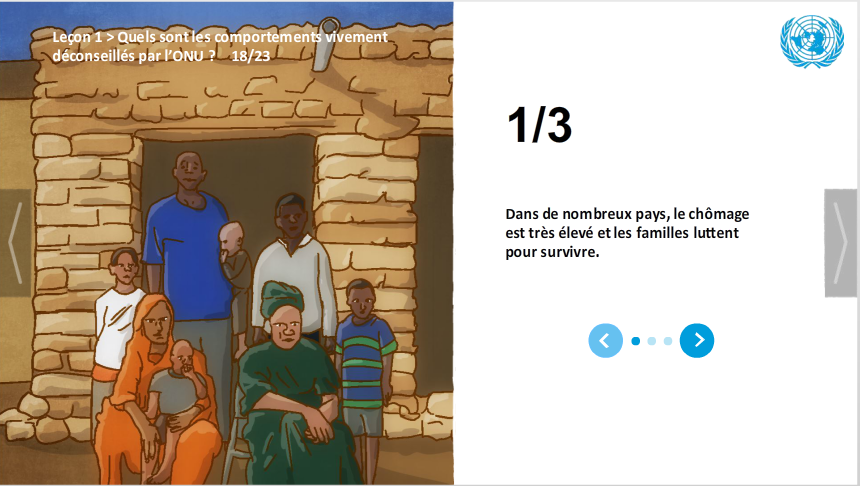 Leçon 1 > Quels sont les comportements vivement
déconseillés par l'ONU ? 18/23
1/3
Dans de nombreux pays, le chômage
est très élevé et les familles luttent
pour survivre.